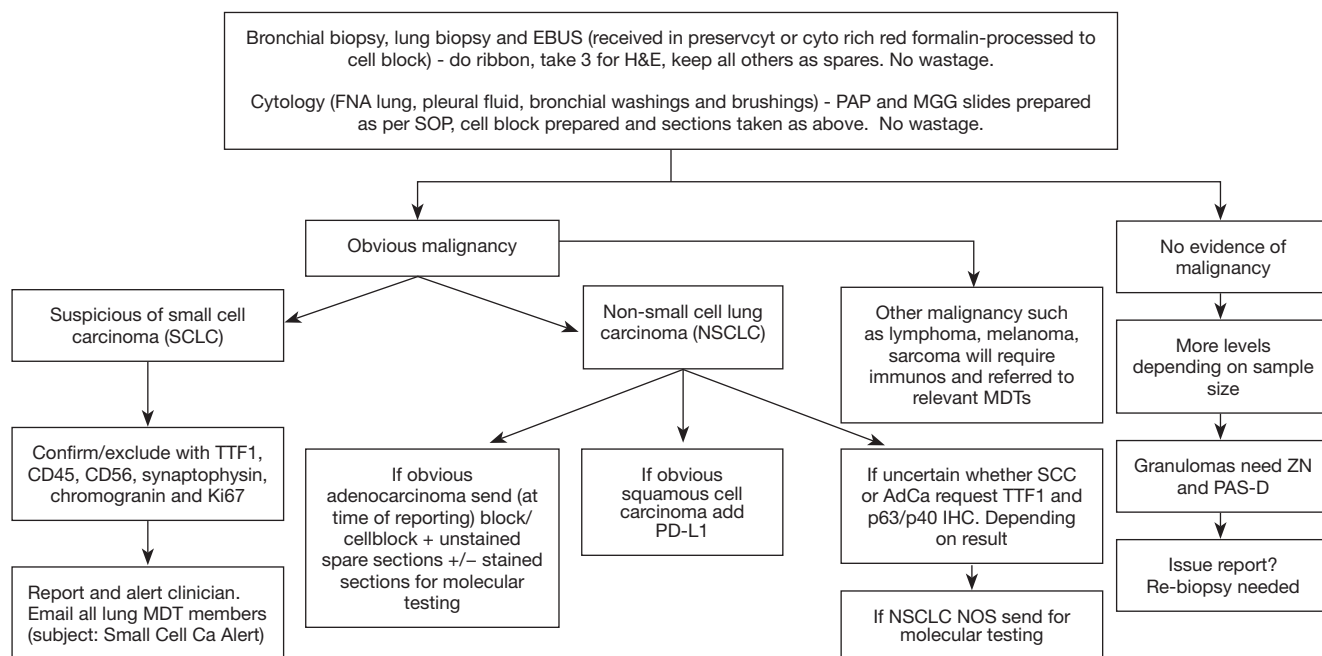 Bronchial biopsy, lung biopsy and EBUS (received in preservcyt or cyto rich red formalin-processed to
cell block) - do ribbon, take 3 for H&E, keep all others as spares. No wastage.
Cytology (FNA lung, pleural fluid, bronchial washings and brushings) - PAP and MGG slides prepared
as per SOP, cell block prepared and sections taken as above.  No wastage.
Obvious malignancy
No evidence of
malignancy
Suspicious of small cell
carcinoma (SCLC)
Non-small cell lung
carcinoma (NSCLC)
Other malignancy such
as lymphoma, melanoma,
sarcoma will require
immunos and referred to
relevant MDTs
More levels
depending on sample
size
Confirm/exclude with TTF1,
CD45, CD56, synaptophysin,
chromogranin and Ki67
If obvious
adenocarcinoma send (at
time of reporting) block/
cellblock + unstained
spare sections +/− stained
sections for molecular
testing
If obvious
squamous cell
carcinoma add
PD-L1
If uncertain whether SCC
or AdCa request TTF1 and
p63/p40 IHC. Depending
on result
Granulomas need ZN
and PAS-D
Report and alert clinician.
Email all lung MDT members
(subject: Small Cell Ca Alert)
If NSCLC NOS send for
molecular testing
Issue report?
Re-biopsy needed